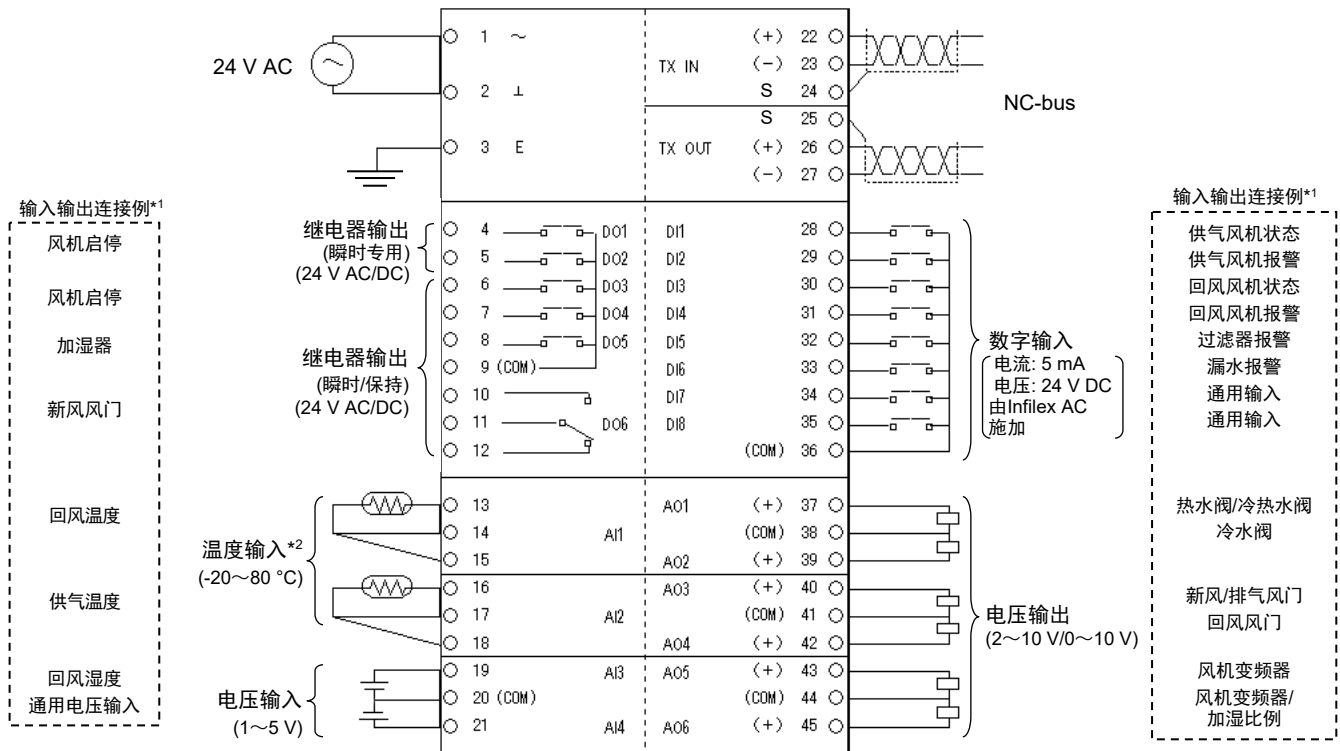 24 V AC
1 ~
2 ⊥
3 E
TX IN
(+) 22
(−) 23
S 24
S 25
TX OUT
(+) 26
(−) 27
NC-bus
输入输出连接例*1
风机启停
风机启停
加湿器
新风风门
回风温度
供气温度
回风湿度
通用电压输入
继电器输出
(瞬时专用)
(24 V AC/DC)
继电器输出
(瞬时/保持)
(24 V AC/DC)
温度输入*2
(-20～80 °C)
电压输入
(1～5 V)
4 DO1 DI1 28
5 DO2 DI2 29
6 DO3 DI3 30
7 DO4 DI4 31
8 DO5 DI5 32
9 (COM) DI6 33
10 DI7 34
11 DO6 DI8 35
12 (COM) 36
13 AO1 (+) 37
14 AI1 (COM) 38
15 AO2 (+) 39
16 AO3 (+) 40
17 AI2 (COM) 41
18 AO4 (+) 42
19 AI3 AO5 (+) 43
20 (COM) (COM) 44
21 AI4 AO6 (+) 45
数字输入
电流: 5 mA
电压: 24 V DC
由Infilex AC
施加
电压输出
(2～10 V/0～10 V)
输入输出连接例*1
供气风机状态
供气风机报警
回风风机状态
回风风机报警
过滤器报警
漏水报警
通用输入
通用输入
热水阀/冷热水阀
冷水阀
新风/排气风门
回风风门
风机变频器
风机变频器/
加湿比例